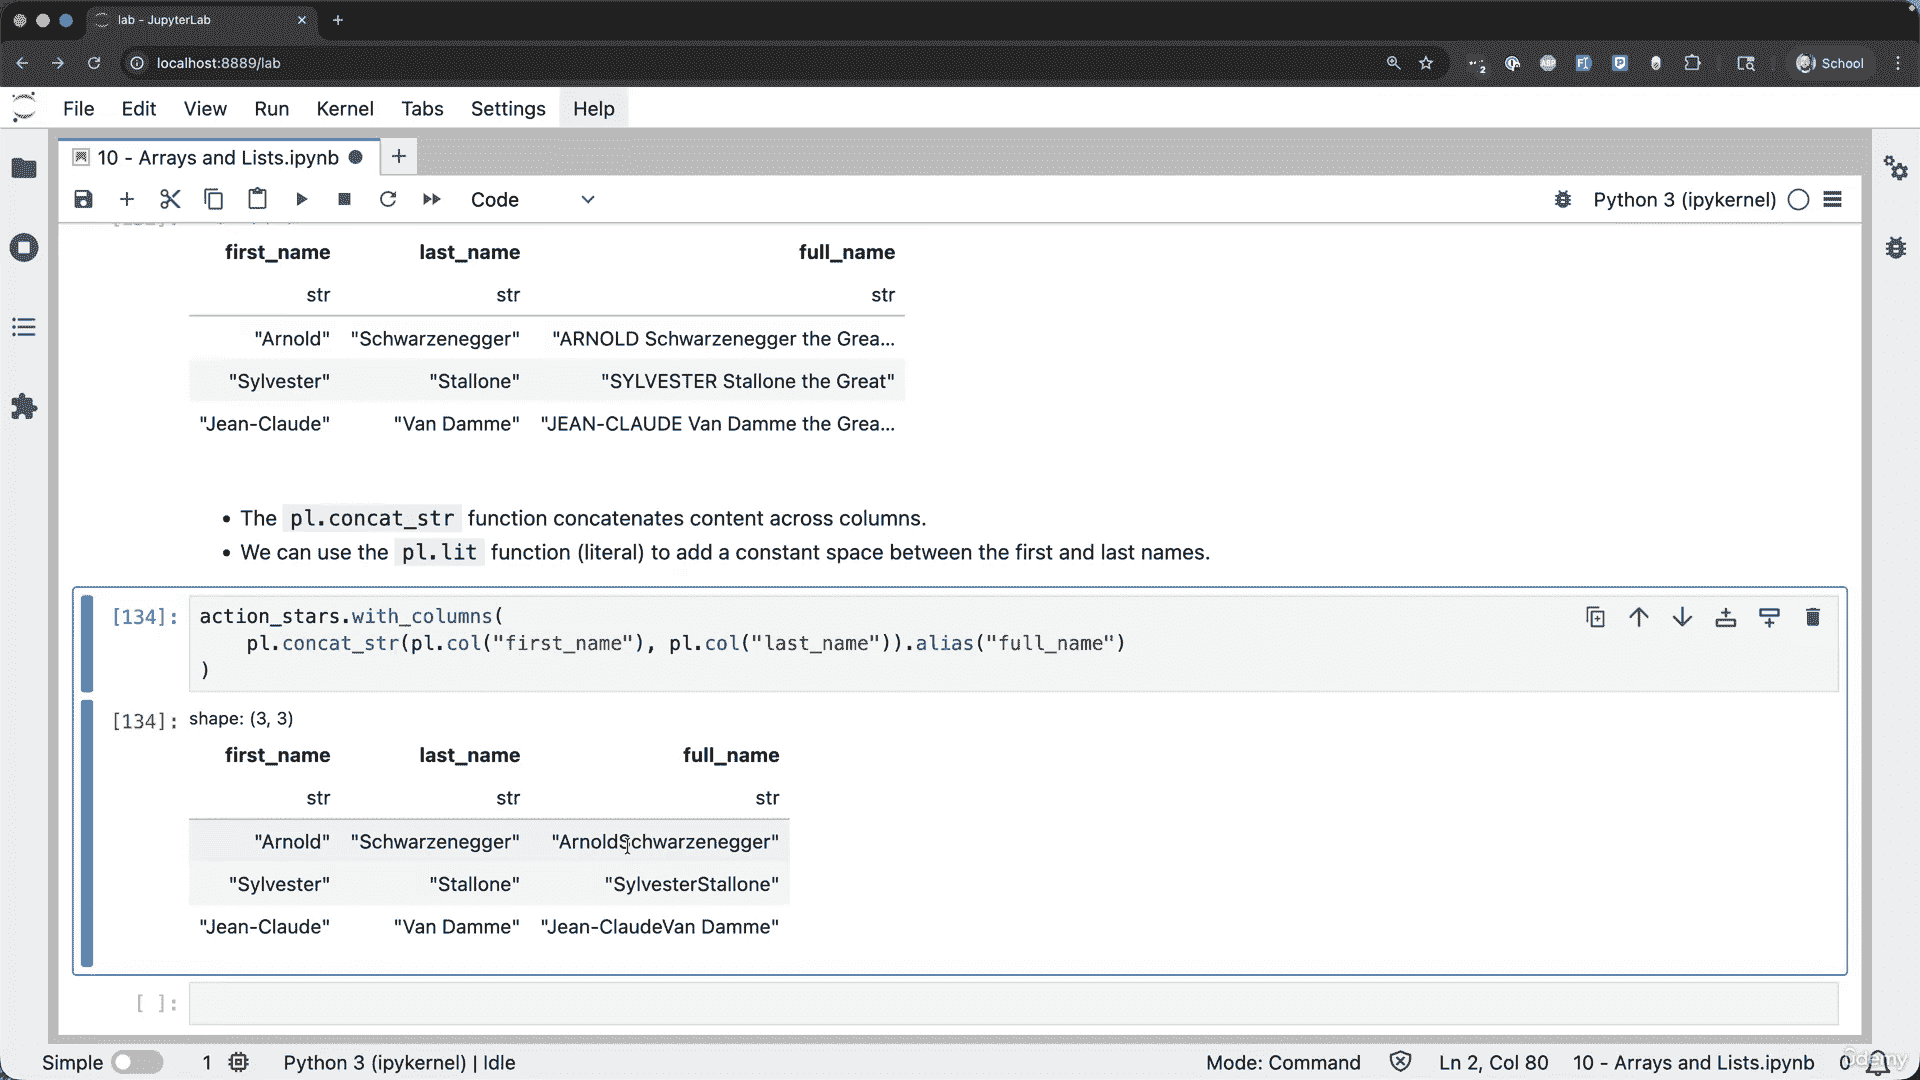 lab - JupyterLab
localhost:8889/lab
2
ABP
School
File Edit View Run Kernel Tabs Settings Help
10 - Arrays and Lists.ipynb
Code
Python 3 (ipykernel)
first_name last_name full_name
str str str
"Arnold" "Schwarzenegger" "ARNOLD Schwarzenegger the Grea...
"Sylvester" "Stallone" "SYLVESTER Stallone the Great"
"Jean-Claude" "Van Damme" "JEAN-CLAUDE Van Damme the Grea...
• The pl.concat_str function concatenates content across columns.
• We can use the pl.lit function (literal) to add a constant space between the first and last names.
[134]: action_stars.with_columns(
pl.concat_str(pl.col("first_name"), pl.col("last_name")).alias("full_name")
)
[134]: shape: (3, 3)
first_name last_name full_name
str str str
"Arnold" "Schwarzenegger" "ArnoldSchwarzenegger"
"Sylvester" "Stallone" "SylvesterStallone"
"Jean-Claude" "Van Damme" "Jean-ClaudeVan Damme"
[ ]:
Simple 1 Python 3 (ipykernel) | Idle Mode: Command Ln 2, Col 80 10 - Arrays and Lists.ipynb 0
Udemy